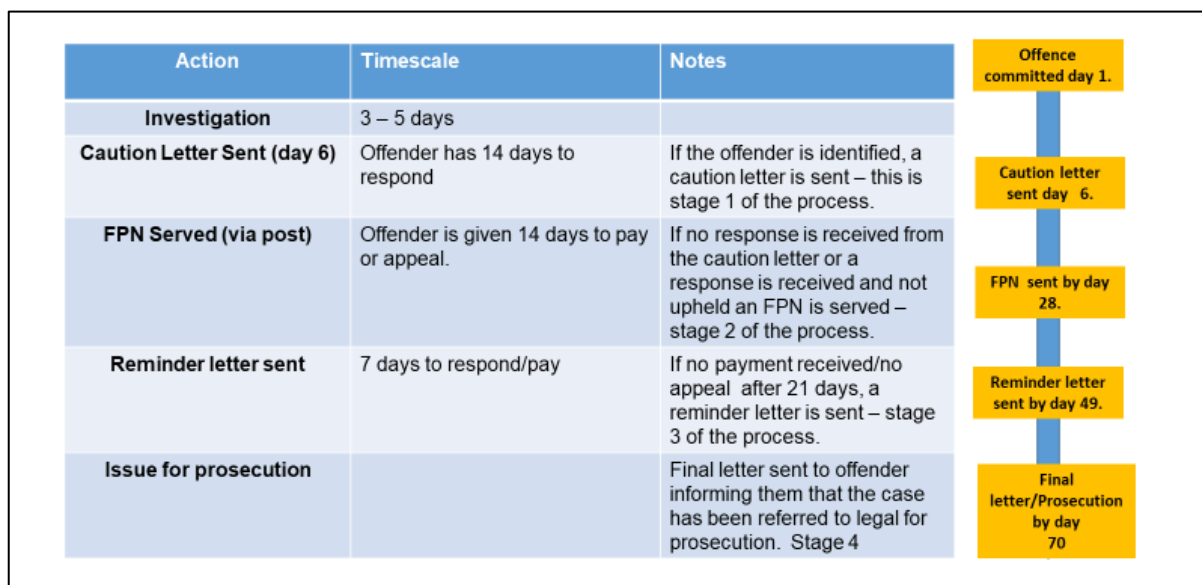 Action Timescale Notes
Investigation 3 – 5 days
Caution Letter Sent (day 6) Offender has 14 days to
respond
If the offender is identified, a
caution letter is sent – this is
stage 1 of the process.
FPN Served (via post) Offender is given 14 days to pay
or appeal.
If no response is received from
the caution letter or a
response is received and not
upheld an FPN is served –
stage 2 of the process.
Reminder letter sent 7 days to respond/pay
If no payment received/no
appeal after 21 days, a
reminder letter is sent – stage
3 of the process.
Issue for prosecution
Final letter sent to offender
informing them that the case
has been referred to legal for
prosecution. Stage 4
Offence
committed day 1.
Caution letter
sent day 6.
FPN sent by day
28.
Reminder letter
sent by day 49.
Final
letter/Prosecution
by day
70